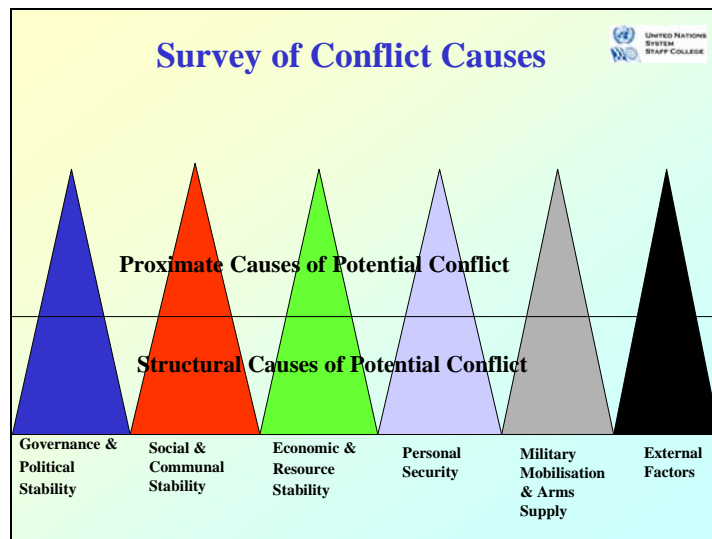 Survey of Conflict Causes
UNITED NATIONS
SYSTEM
STAFF COLLEGE
Proximate Causes of Potential Conflict
Structural Causes of Potential Conflict
Governance &
Political
Stability
Social &
Communal
Stability
Economic &
Resource
Stability
Personal
Security
Military
Mobilisation
& Arms
Supply
External
Factors